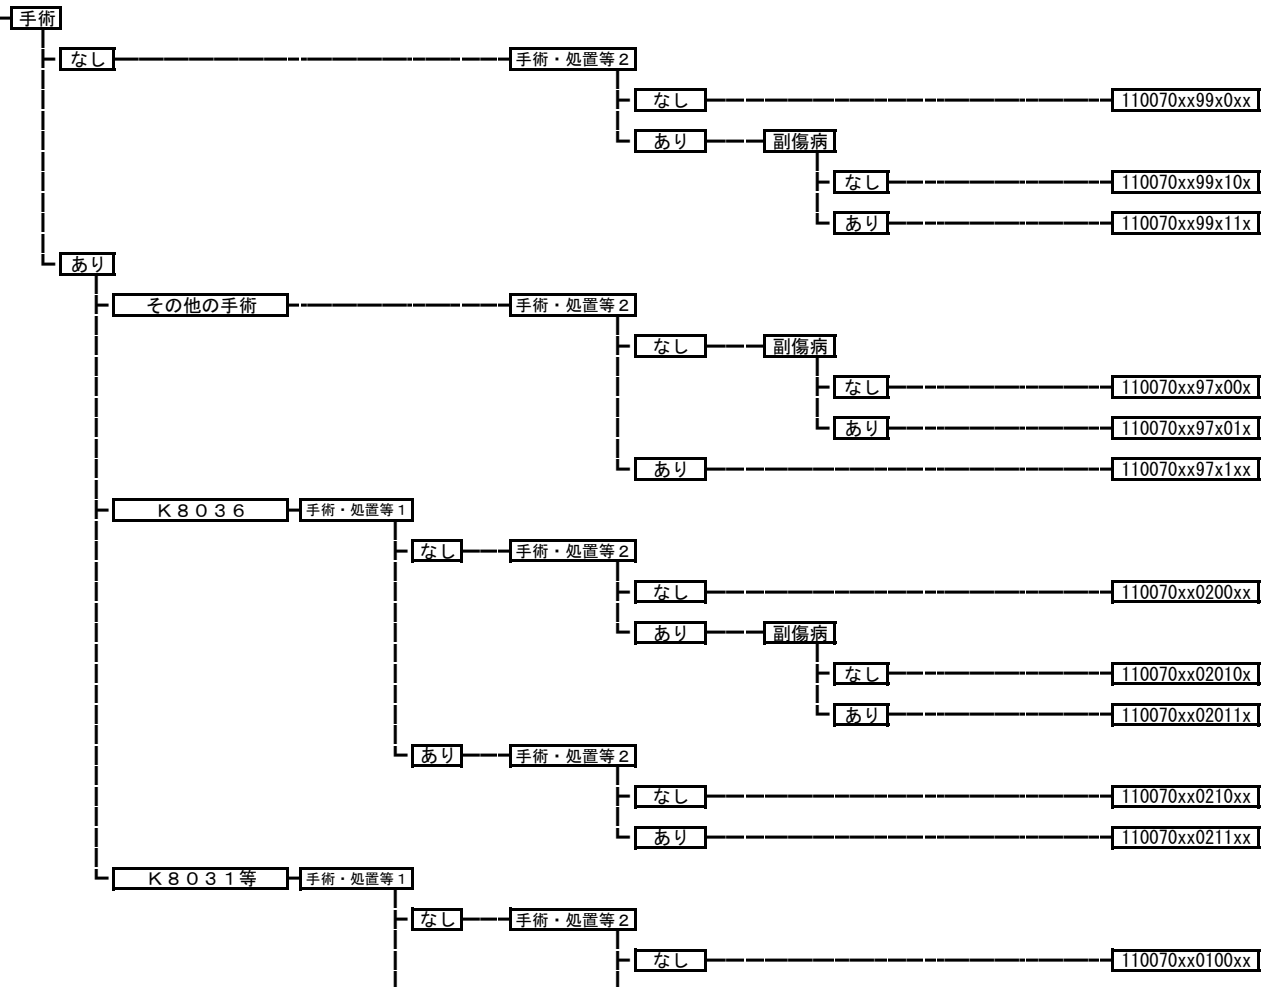 手術
なし 手術・処置等2
なし 110070xx99x0xx
あり 副傷病
なし 110070xx99x10x
あり 110070xx99x11x
あり
その他の手術 手術・処置等2
なし 副傷病
なし 110070xx97x00x
あり 110070xx97x01x
あり 110070xx97x1xx
K8036 手術・処置等1
なし 手術・処置等2
なし 110070xx0200xx
あり 副傷病
なし 110070xx02010x
あり 110070xx02011x
あり 手術・処置等2
なし 110070xx0210xx
あり 110070xx0211xx
K8031等 手術・処置等1
なし 手術・処置等2
なし 110070xx0100xx